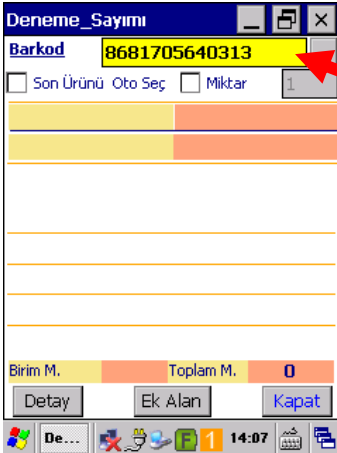 Deneme_Sayımı
Barkod 8681705640313
Son Ürünü Oto Seç Miktar 1
Birim M. Toplam M. 0
Detay Ek Alan Kapat
De... F 1 14:07